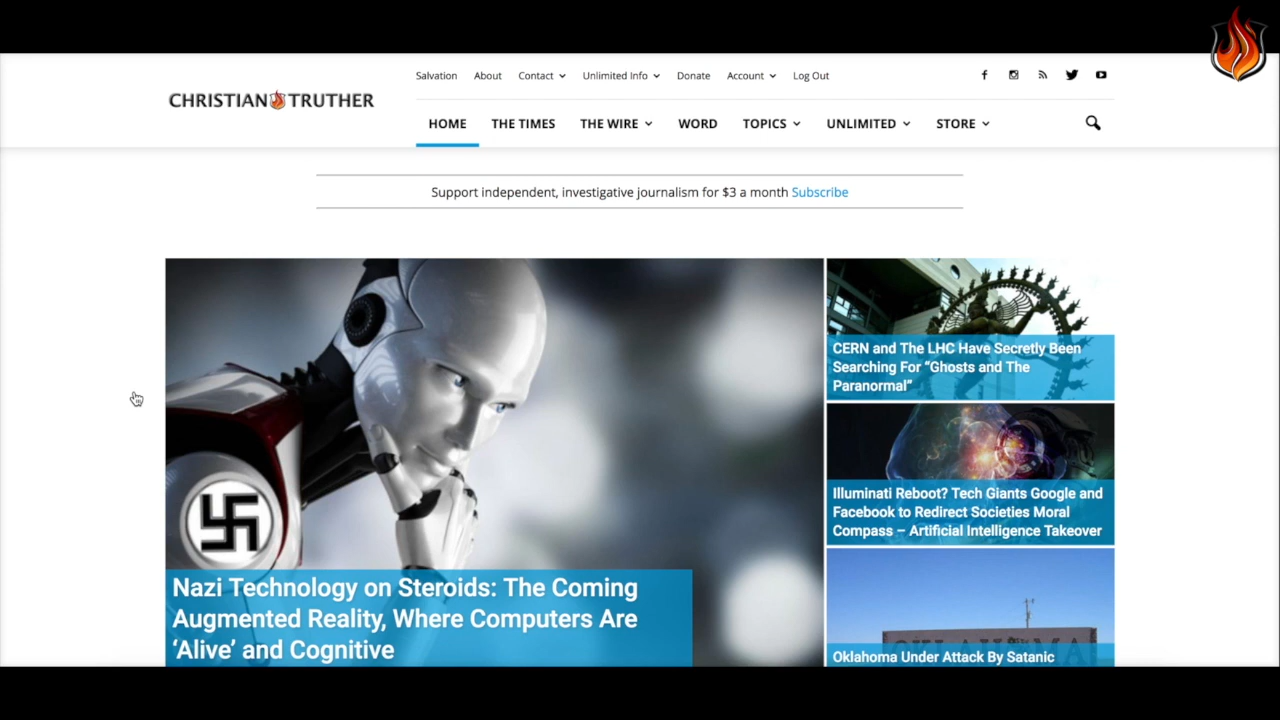 Salvation About Contact Unlimited Info Donate Account Log Out
CHRISTIAN TRUTHER
HOME THE TIMES THE WIRE WORD TOPICS UNLIMITED STORE
Support independent, investigative journalism for $3 a month Subscribe
Nazi Technology on Steroids: The Coming
Augmented Reality, Where Computers Are
‘Alive’ and Cognitive
CERN and The LHC Have Secretly Been
Searching For “Ghosts and The
Paranormal”
Illuminati Reboot? Tech Giants Google and
Facebook to Redirect Societies Moral
Compass – Artificial Intelligence Takeover
OKLAHOMA
Oklahoma Under Attack By Satanic